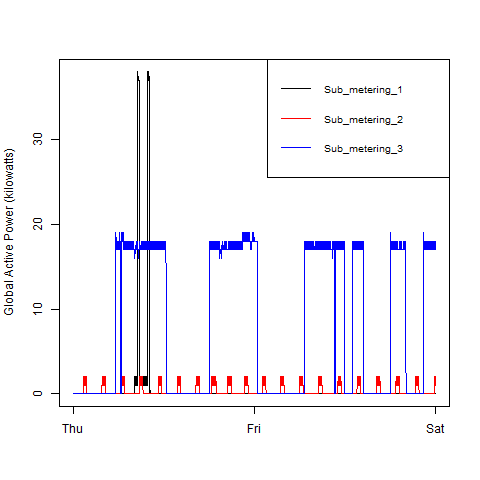 Sub_metering_1
Sub_metering_2
Sub_metering_3
Global Active Power (kilowatts)
30
20
10
0
Thu Fri Sat